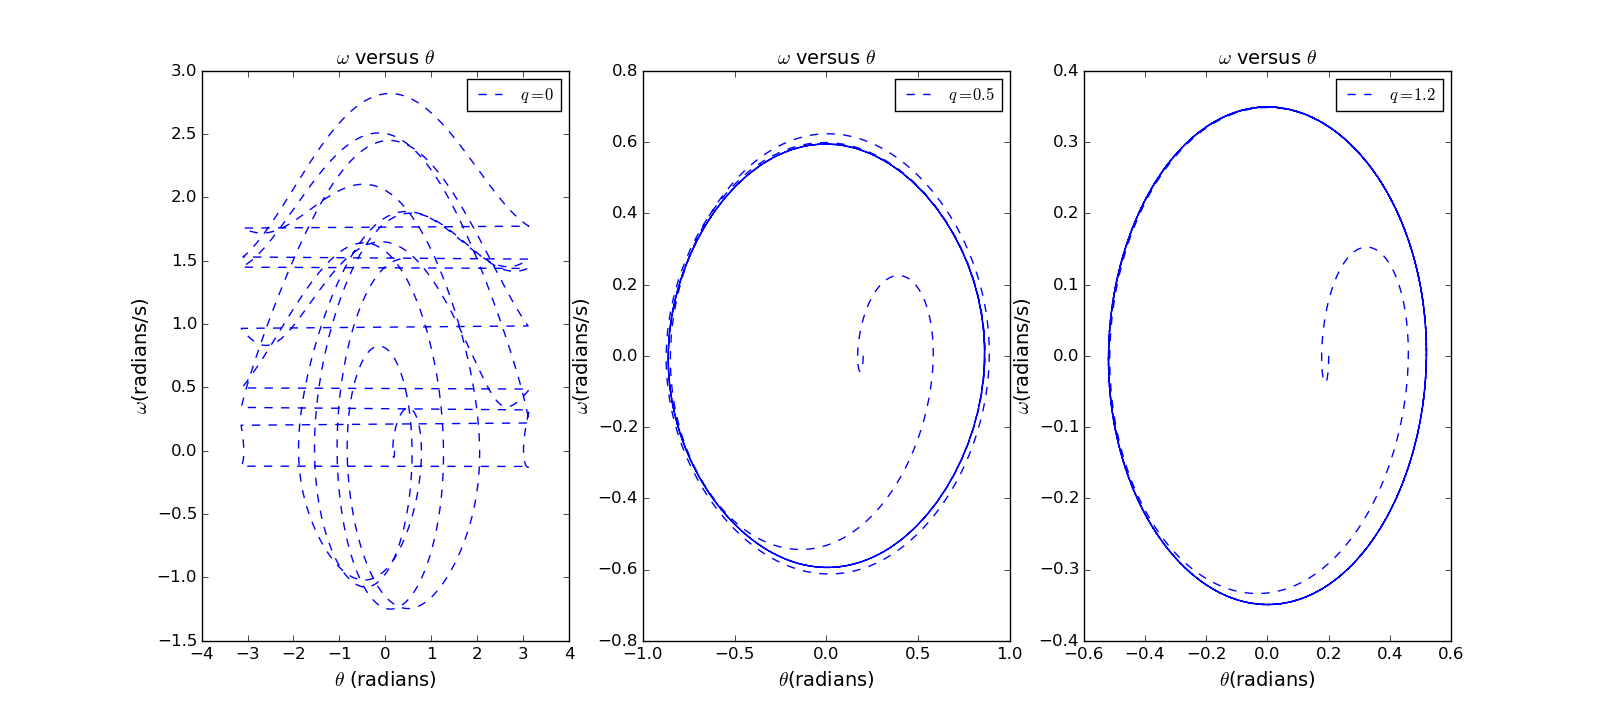 ω versus θ
q=0
3.0
2.5
2.0
1.5
1.0
0.5
0.0
−0.5
−1.0
−1.5
−4 −3 −2 −1 0 1 2 3 4
ω(radians/s)
θ (radians)
ω versus θ
q=0.5
0.8
0.6
0.4
0.2
0.0
−0.2
−0.4
−0.6
−0.8
−1.0 −0.5 0.0 0.5 1.0
ω(radians/s)
θ(radians)
ω versus θ
q=1.2
0.4
0.3
0.2
0.1
0.0
−0.1
−0.2
−0.3
−0.4
−0.6 −0.4 −0.2 0.0 0.2 0.4 0.6
ω(radians/s)
θ(radians)